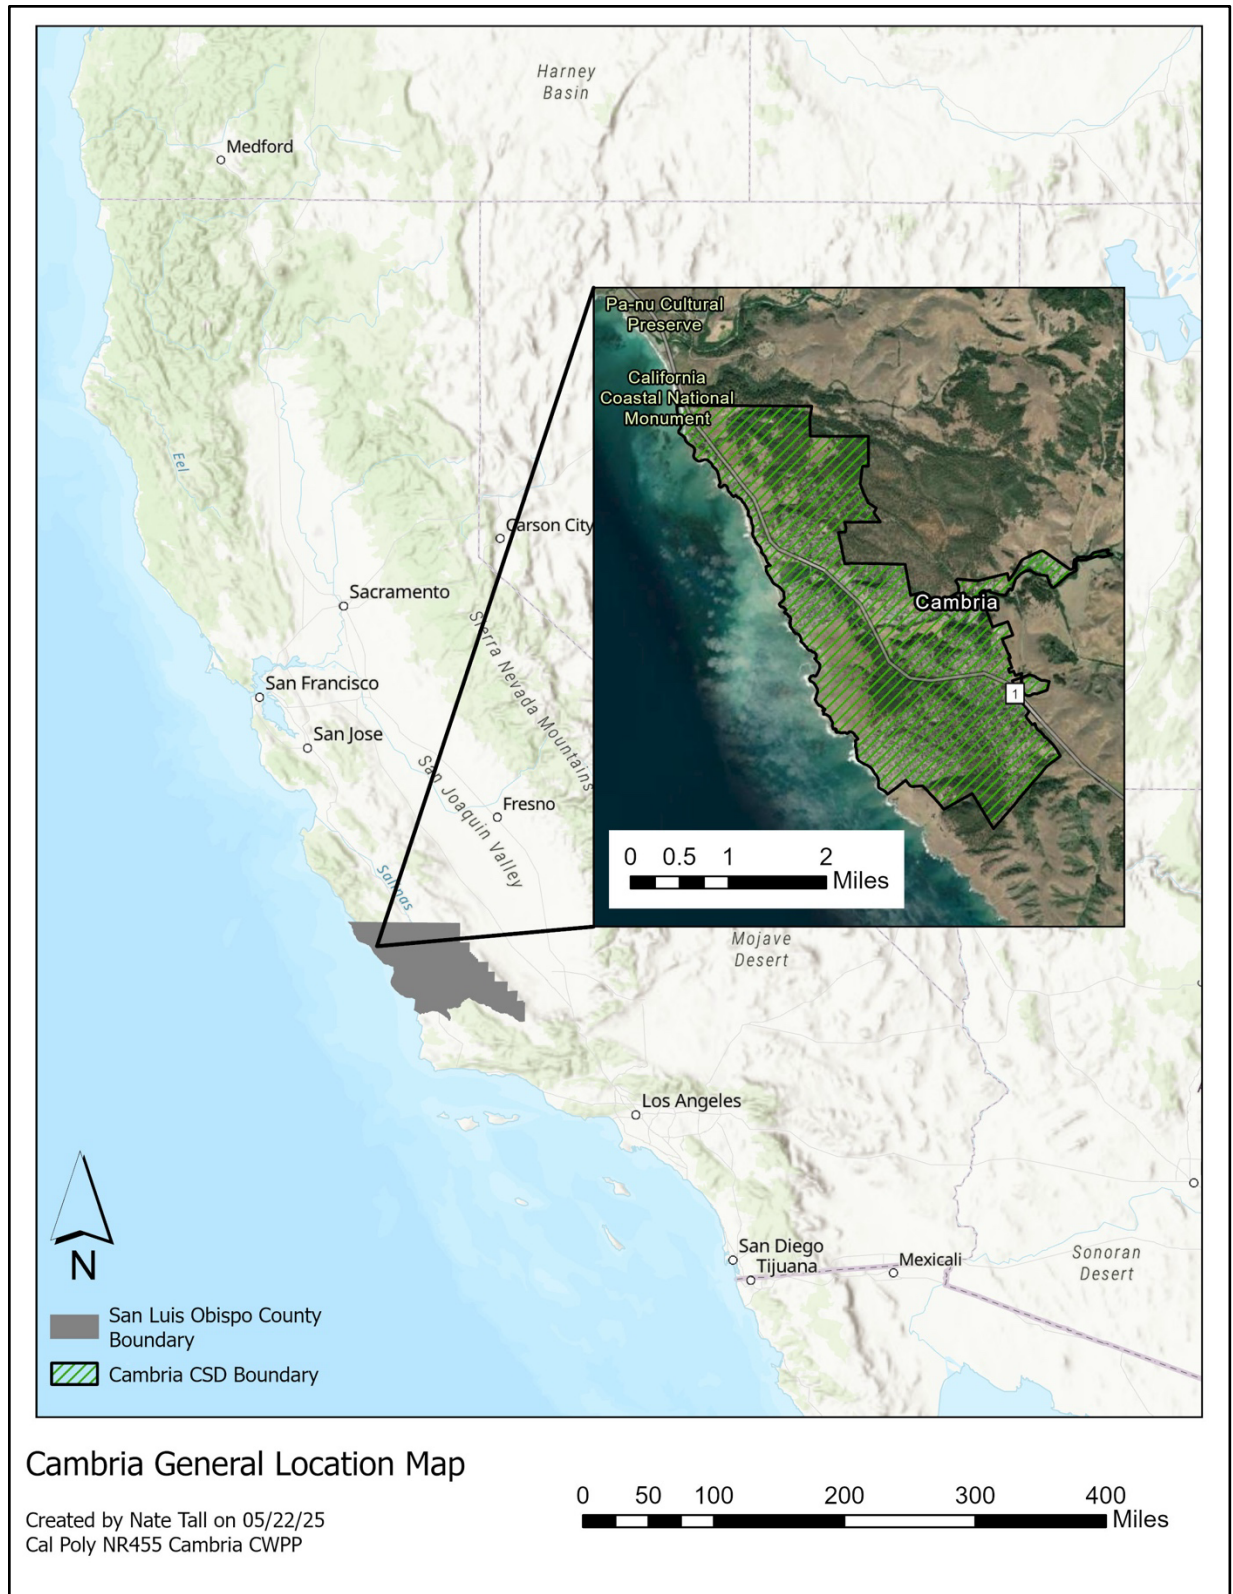 Harney
Basin
Medford
Pa-nu Cultural
Preserve
California
Coastal National
Monument
Eel
Carson City
Sacramento
Cambria
Sierra Nevada Mountains
San Francisco
1
San Jose
San Joaquin Valley
Fresno
0 0.5 1 2
Miles
Salinas
Mojave
Desert
Los Angeles
San Diego
Tijuana
Mexicali
Sonoran
Desert
N
San Luis Obispo County
Boundary
Cambria CSD Boundary
Cambria General Location Map
Created by Nate Tall on 05/22/25
Cal Poly NR455 Cambria CWPP
0 50 100 200 300 400
Miles